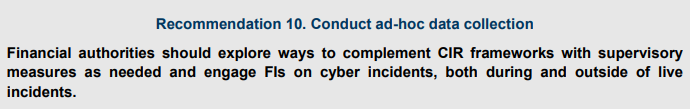 Recommendation 10. Conduct ad-hoc data collection
Financial authorities should explore ways to complement CIR frameworks with supervisory
measures as needed and engage FIs on cyber incidents, both during and outside of live
incidents.